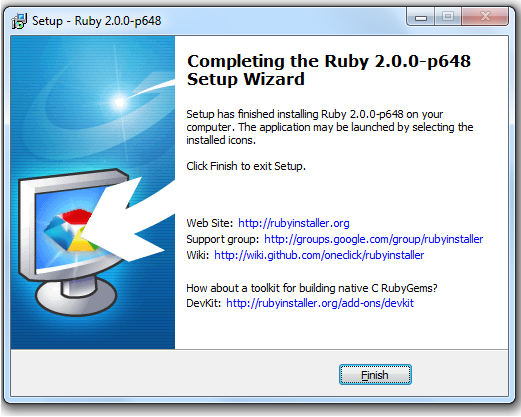 Setup - Ruby 2.0.0-p648
Completing the Ruby 2.0.0-p648
Setup Wizard
Setup has finished installing Ruby 2.0.0-p648 on your
computer. The application may be launched by selecting the
installed icons.
Click Finish to exit Setup.
Web Site: http://rubyinstaller.org
Support group: http://groups.google.com/group/rubyinstaller
Wiki: http://wiki.github.com/oneclick/rubyinstaller
How about a toolkit for building native C RubyGems?
DevKit: http://rubyinstaller.org/add-ons/devkit
Finish